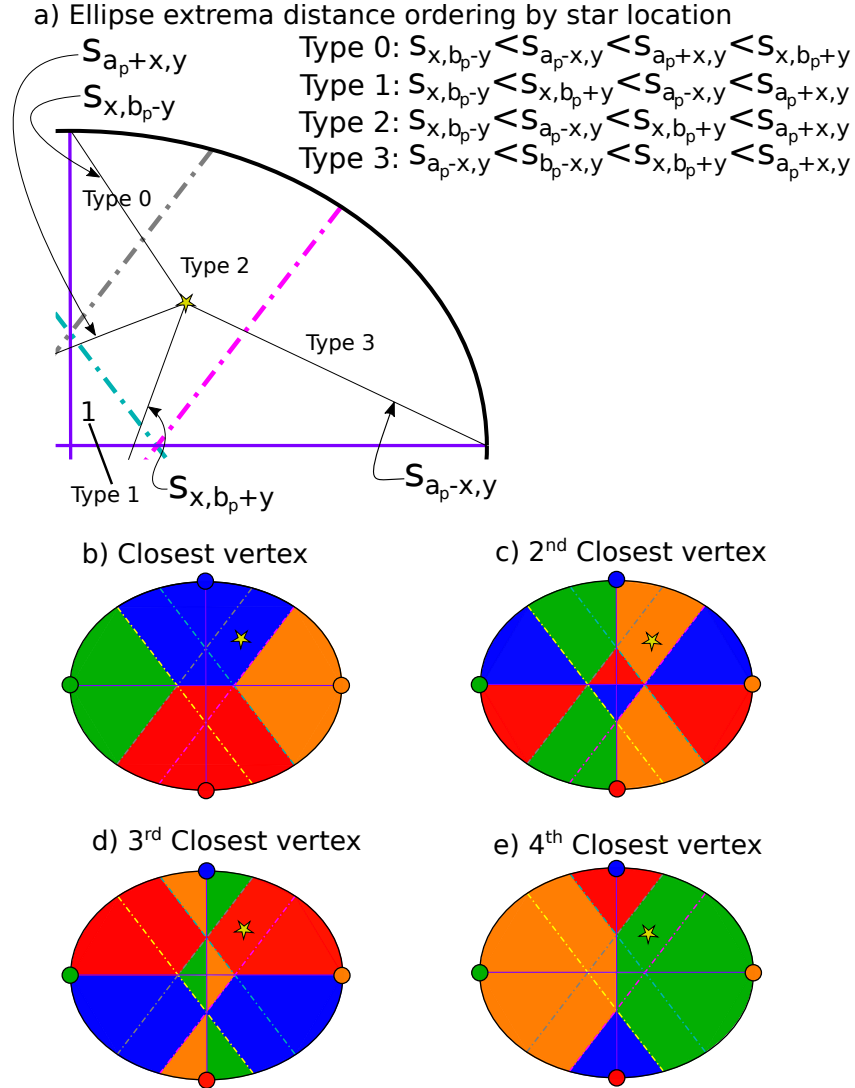 a) Ellipse extrema distance ordering by star location
s_{a_p+x,y}
s_{x,b_p-y}
Type 0: s_{x,b_p-y}<s_{a_p-x,y}<s_{a_p+x,y}<s_{x,b_p+y}
Type 1: s_{x,b_p-y}<s_{x,b_p+y}<s_{a_p-x,y}<s_{a_p+x,y}
Type 2: s_{x,b_p-y}<s_{a_p-x,y}<s_{x,b_p+y}<s_{a_p+x,y}
Type 3: s_{a_p-x,y}<s_{b_p-x,y}<s_{x,b_p+y}<s_{a_p+x,y}
Type 0
Type 2
Type 3
1
Type 1
s_{x,b_p+y}
s_{a_p-x,y}
b) Closest vertex
c) 2nd Closest vertex
d) 3rd Closest vertex
e) 4th Closest vertex